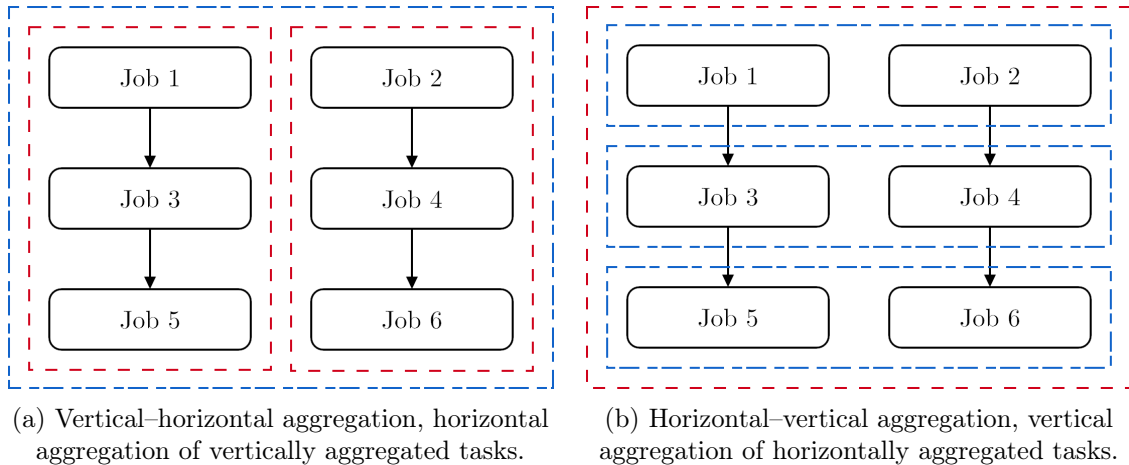 Job 1
Job 2
Job 3
Job 4
Job 5
Job 6
(a) Vertical–horizontal aggregation, horizontal
aggregation of vertically aggregated tasks.
Job 1
Job 2
Job 3
Job 4
Job 5
Job 6
(b) Horizontal–vertical aggregation, vertical
aggregation of horizontally aggregated tasks.